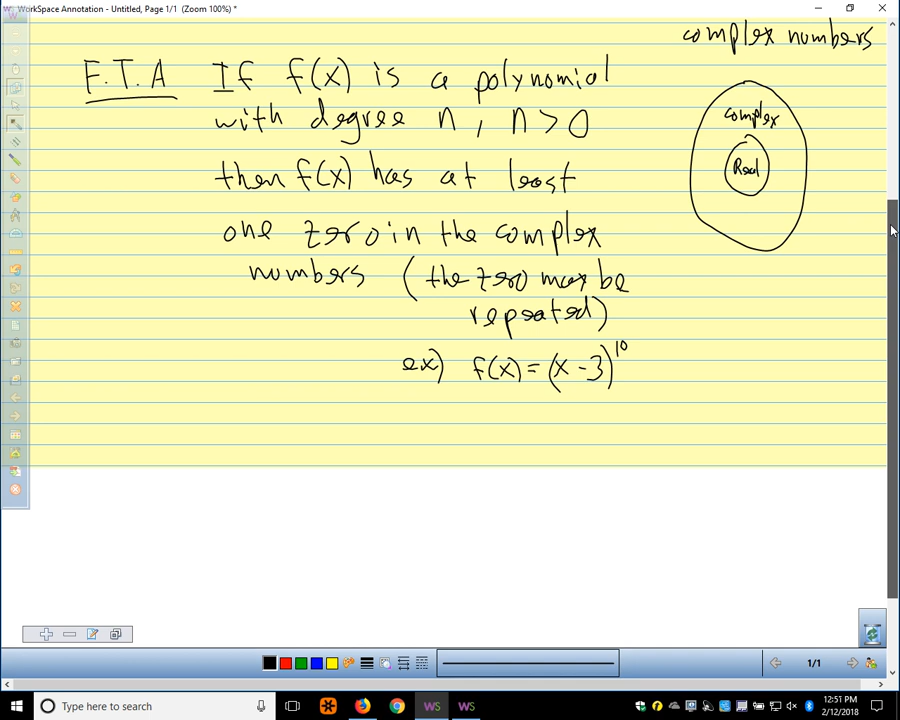 WorkSpace Annotation - Untitled, Page 1/1 (Zoom 100%) *
complex numbers
F.T.A If f(x) is a polynomial
with degree n, n > 0
complex
Real
then f(x) has at least
one zero in the complex
numbers (the zero may be
repeated)
ex) f(x) = (x - 3)^10
1/1
Type here to search
WS
WS
12:51 PM
2/12/2018